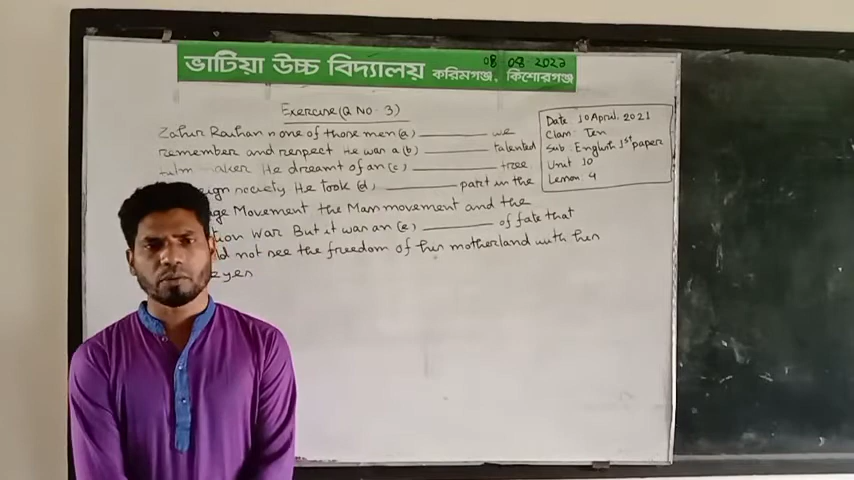 ভাটিয়া উচ্চ বিদ্যালয় করিমগঞ্জ, কিশোরগঞ্জ
Exercise (Q NO. 3)
Zahir Raihan is one of those men (a) ________ we
remember and respect He was a (b) ________ talented
film maker He dreamt of an (c) ________ free
eign society He took (d) ________ part in the
ge Movement the Mass movement and the
tion War But it was an (e) ________ of fate that
ld not see the freedom of his motherland with his
eyes
Date 10 April, 2021
Class: Ten
Sub: English 1st paper
Unit 10
Lesson 4